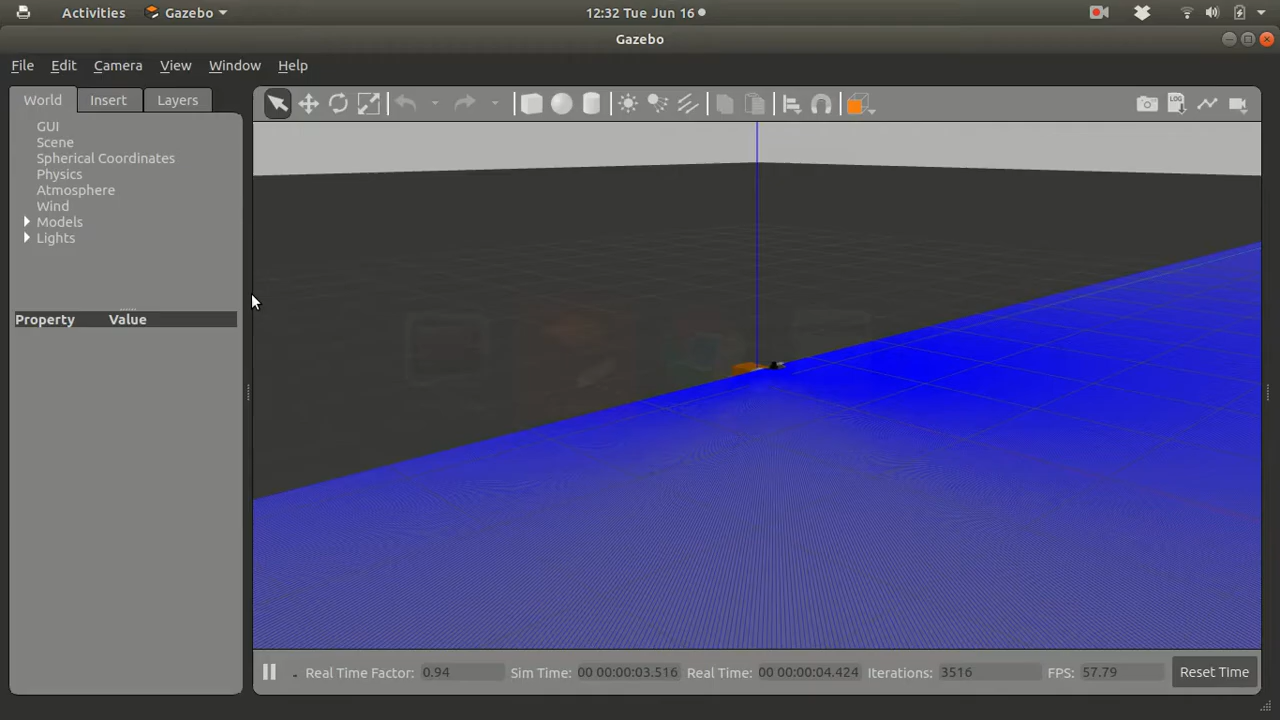 Activities Gazebo 12:32 Tue Jun 16
Gazebo
File Edit Camera View Window Help
World Insert Layers
LOG
GUI
Scene
Spherical Coordinates
Physics
Atmosphere
Wind
Models
Lights
Property Value
Real Time Factor: 0.94 Sim Time: 00 00:00:03.516 Real Time: 00 00:00:04.424 Iterations: 3516 FPS: 57.79 Reset Time